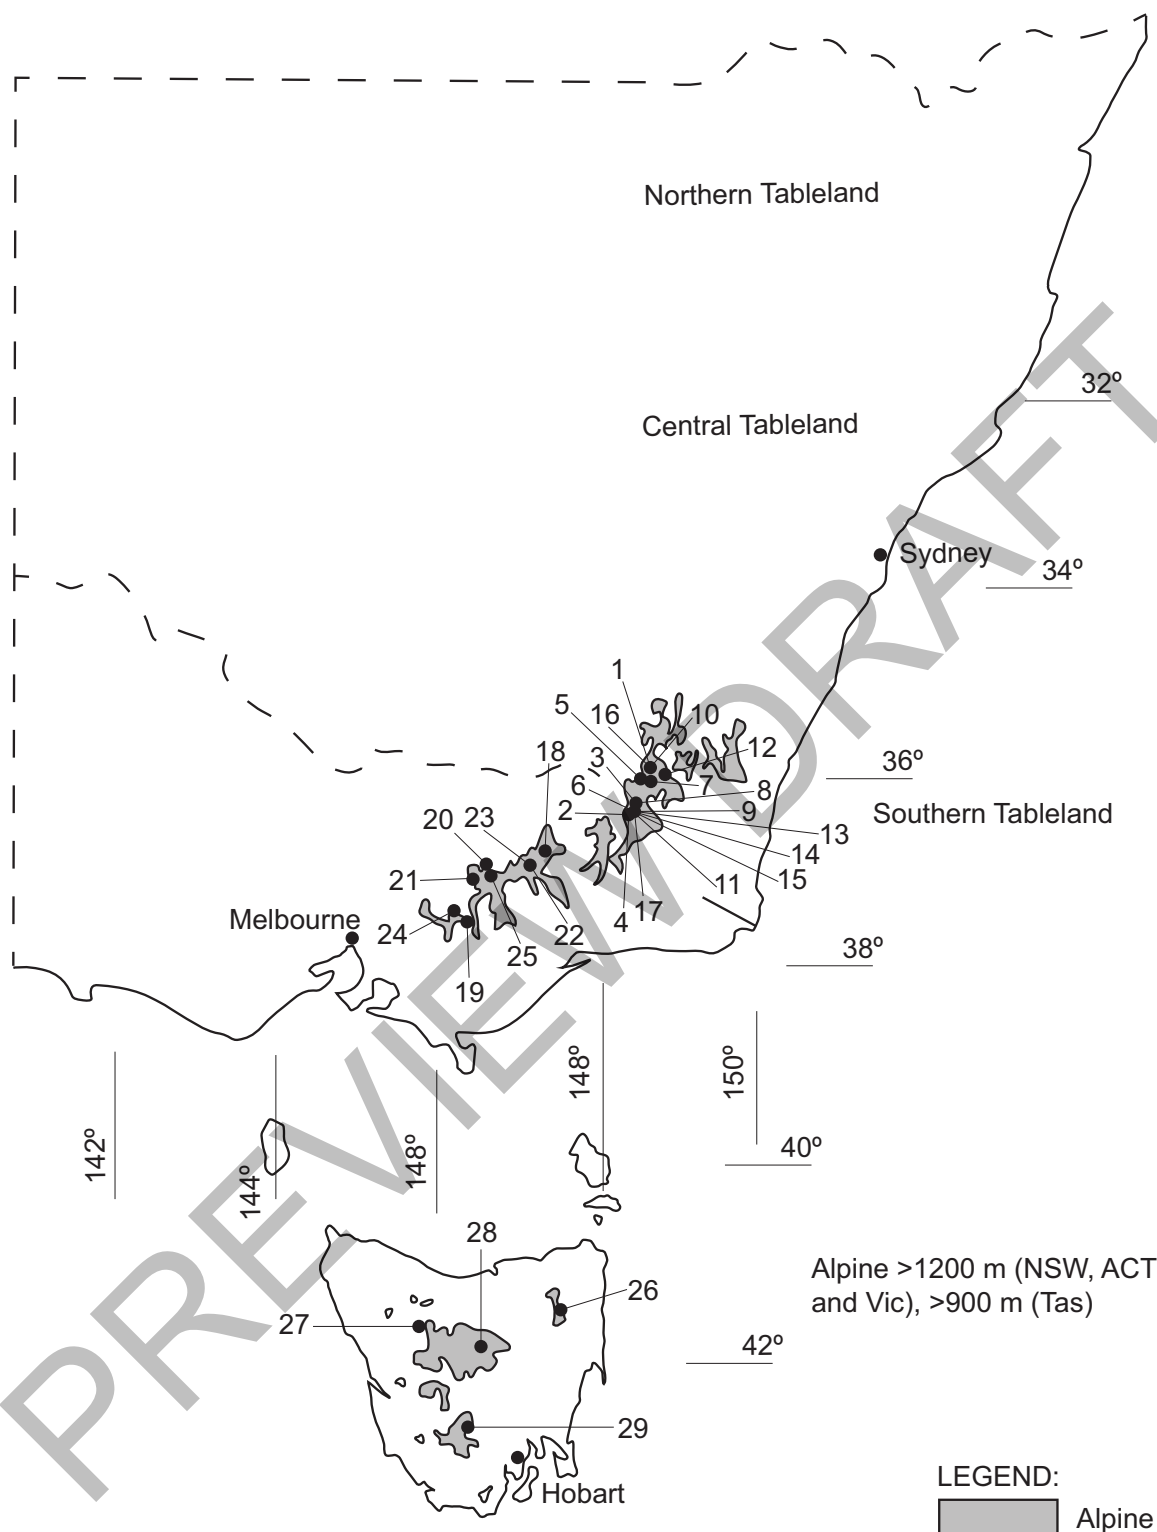 Northern Tableland
32º
Central Tableland
Sydney
34º
1
5
16
10
18
3
12
36º
6
7
8
2
9
Southern Tableland
20
23
13
14
21
11
15
Melbourne
4
17
24
22
25
38º
19
148º
150º
142º
144º
148º
40º
28
Alpine >1200 m (NSW, ACT
and Vic), >900 m (Tas)
26
27
42º
29
LEGEND:
Hobart
Alpine
PREVIEW DRAFT